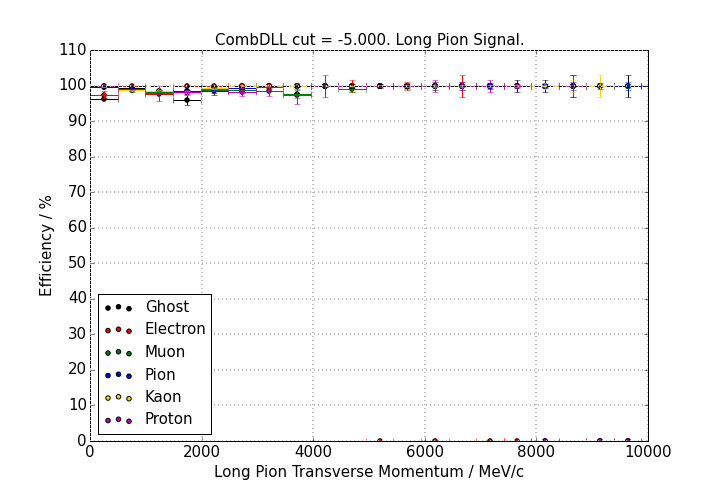 CombDLL cut = -5.000. Long Pion Signal.
110
100
90
80
70
60
50
40
30
20
10
0
Efficiency / %
Ghost
Electron
Muon
Pion
Kaon
Proton
0 2000 4000 6000 8000 10000
Long Pion Transverse Momentum / MeV/c